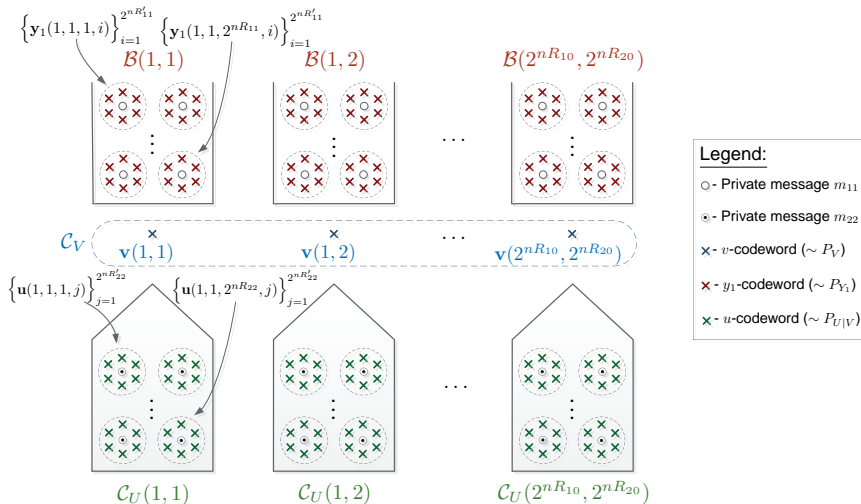 {y₁(1, 1, 1, i)}_{i=1}^{2^{nR′₁₁}} {y₁(1, 1, 2^{nR₁₁}, i)}_{i=1}^{2^{nR′₁₁}}
ℬ(1, 1) ℬ(1, 2) ℬ(2^{nR₁₀}, 2^{nR₂₀})
⋮ ⋮ ... ⋮
𝒞_V v(1, 1) v(1, 2) ... v(2^{nR₁₀}, 2^{nR₂₀})
{u(1, 1, 1, j)}_{j=1}^{2^{nR′₂₂}} {u(1, 1, 2^{nR₂₂}, j)}_{j=1}^{2^{nR′₂₂}}
⋮ ⋮ ... ⋮
𝒞_U(1, 1) 𝒞_U(1, 2) 𝒞_U(2^{nR₁₀}, 2^{nR₂₀})
Legend:
- Private message m₁₁
- Private message m₂₂
- v-codeword (∼ P_V)
- y₁-codeword (∼ P_{Y₁})
- u-codeword (∼ P_{U|V})